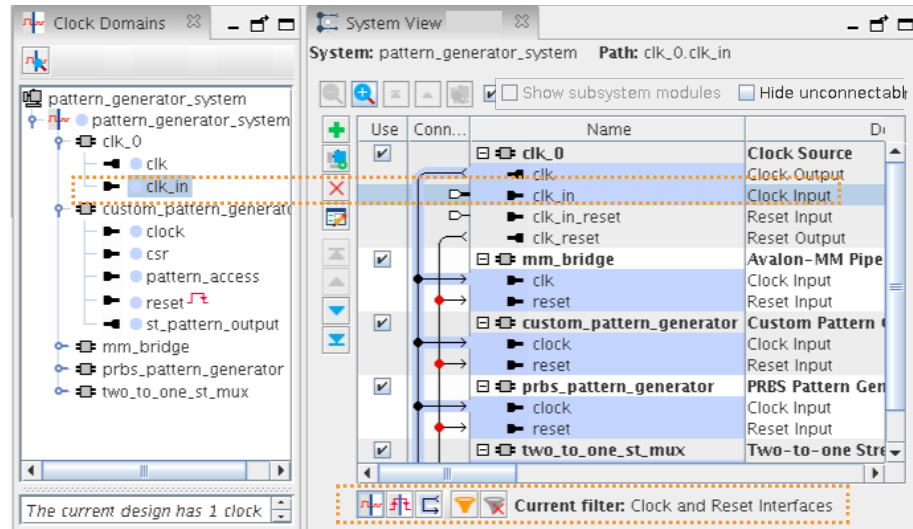 Clock Domains
pattern_generator_system
pattern_generator_system
clk_0
clk
clk_in
custom_pattern_generato
clock
csr
pattern_access
reset
st_pattern_output
mm_bridge
prbs_pattern_generator
two_to_one_st_mux
The current design has 1 clock
System View
System: pattern_generator_system Path: clk_0.clk_in
Show subsystem modules Hide unconnectabl
Use Conn... Name De
clk_0 Clock Source
clk Clock Output
clk_in Clock Input
clk_in_reset Reset Input
clk_reset Reset Output
mm_bridge Avalon-MM Pipe
clk Clock Input
reset Reset Input
custom_pattern_generator Custom Pattern
clock Clock Input
reset Reset Input
prbs_pattern_generator PRBS Pattern Gen
clock Clock Input
reset Reset Input
two_to_one_st_mux Two-to-one Stre
Current filter: Clock and Reset Interfaces